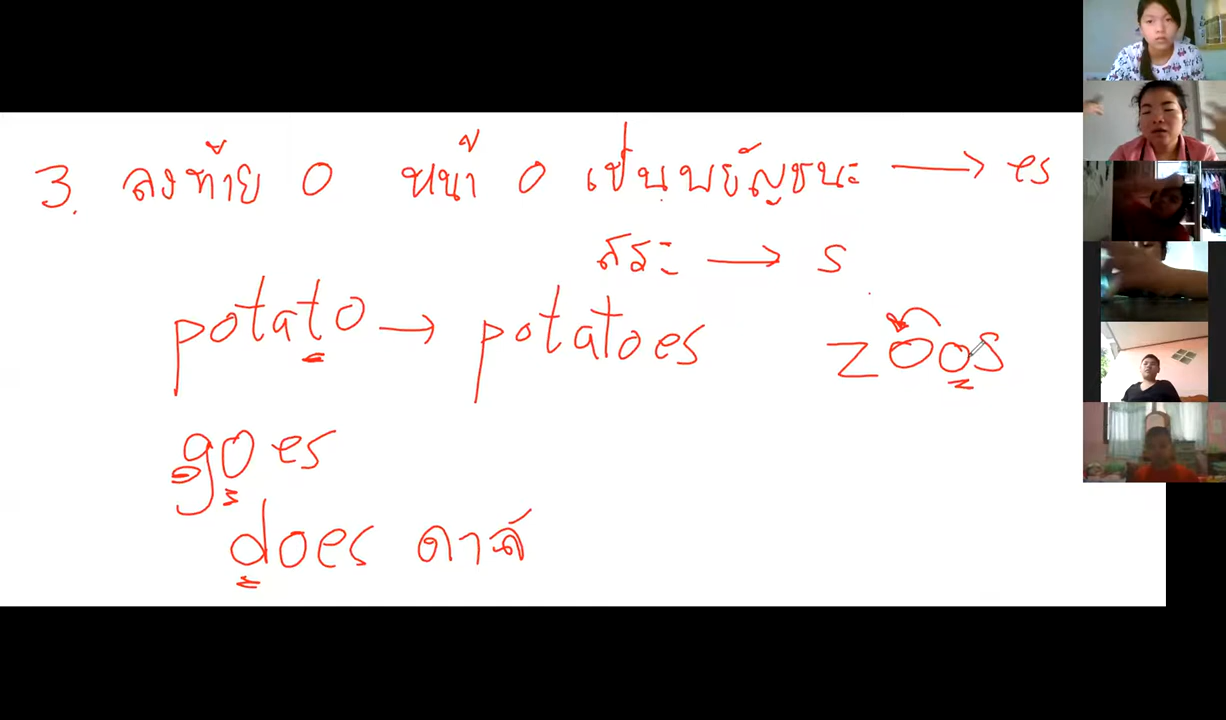 3. ลงท้าย o หน้า o เป็นพยัญชนะ → es
สระ → s
potato → potatoes zoos
goes
does ดาส์